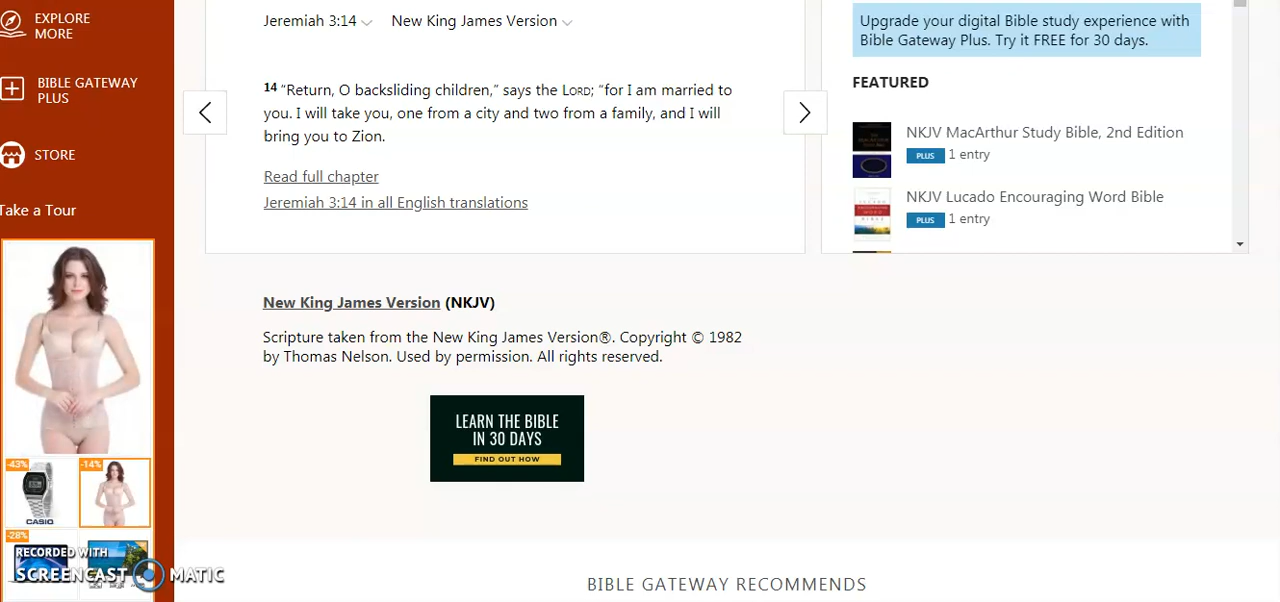 EXPLORE
MORE
BIBLE GATEWAY
PLUS
STORE
Take a Tour
-43%
-14%
CASIO
-28%
RECORDED WITH
SCREENCAST MATIC
Jeremiah 3:14 New King James Version
14 “Return, O backsliding children,” says the LORD; “for I am married to
you. I will take you, one from a city and two from a family, and I will
bring you to Zion.
Read full chapter
Jeremiah 3:14 in all English translations
New King James Version (NKJV)
Scripture taken from the New King James Version®. Copyright © 1982
by Thomas Nelson. Used by permission. All rights reserved.
LEARN THE BIBLE
IN 30 DAYS
FIND OUT HOW
BIBLE GATEWAY RECOMMENDS
Upgrade your digital Bible study experience with
Bible Gateway Plus. Try it FREE for 30 days.
FEATURED
NKJV MacArthur Study Bible, 2nd Edition
PLUS 1 entry
NKJV Lucado Encouraging Word Bible
PLUS 1 entry